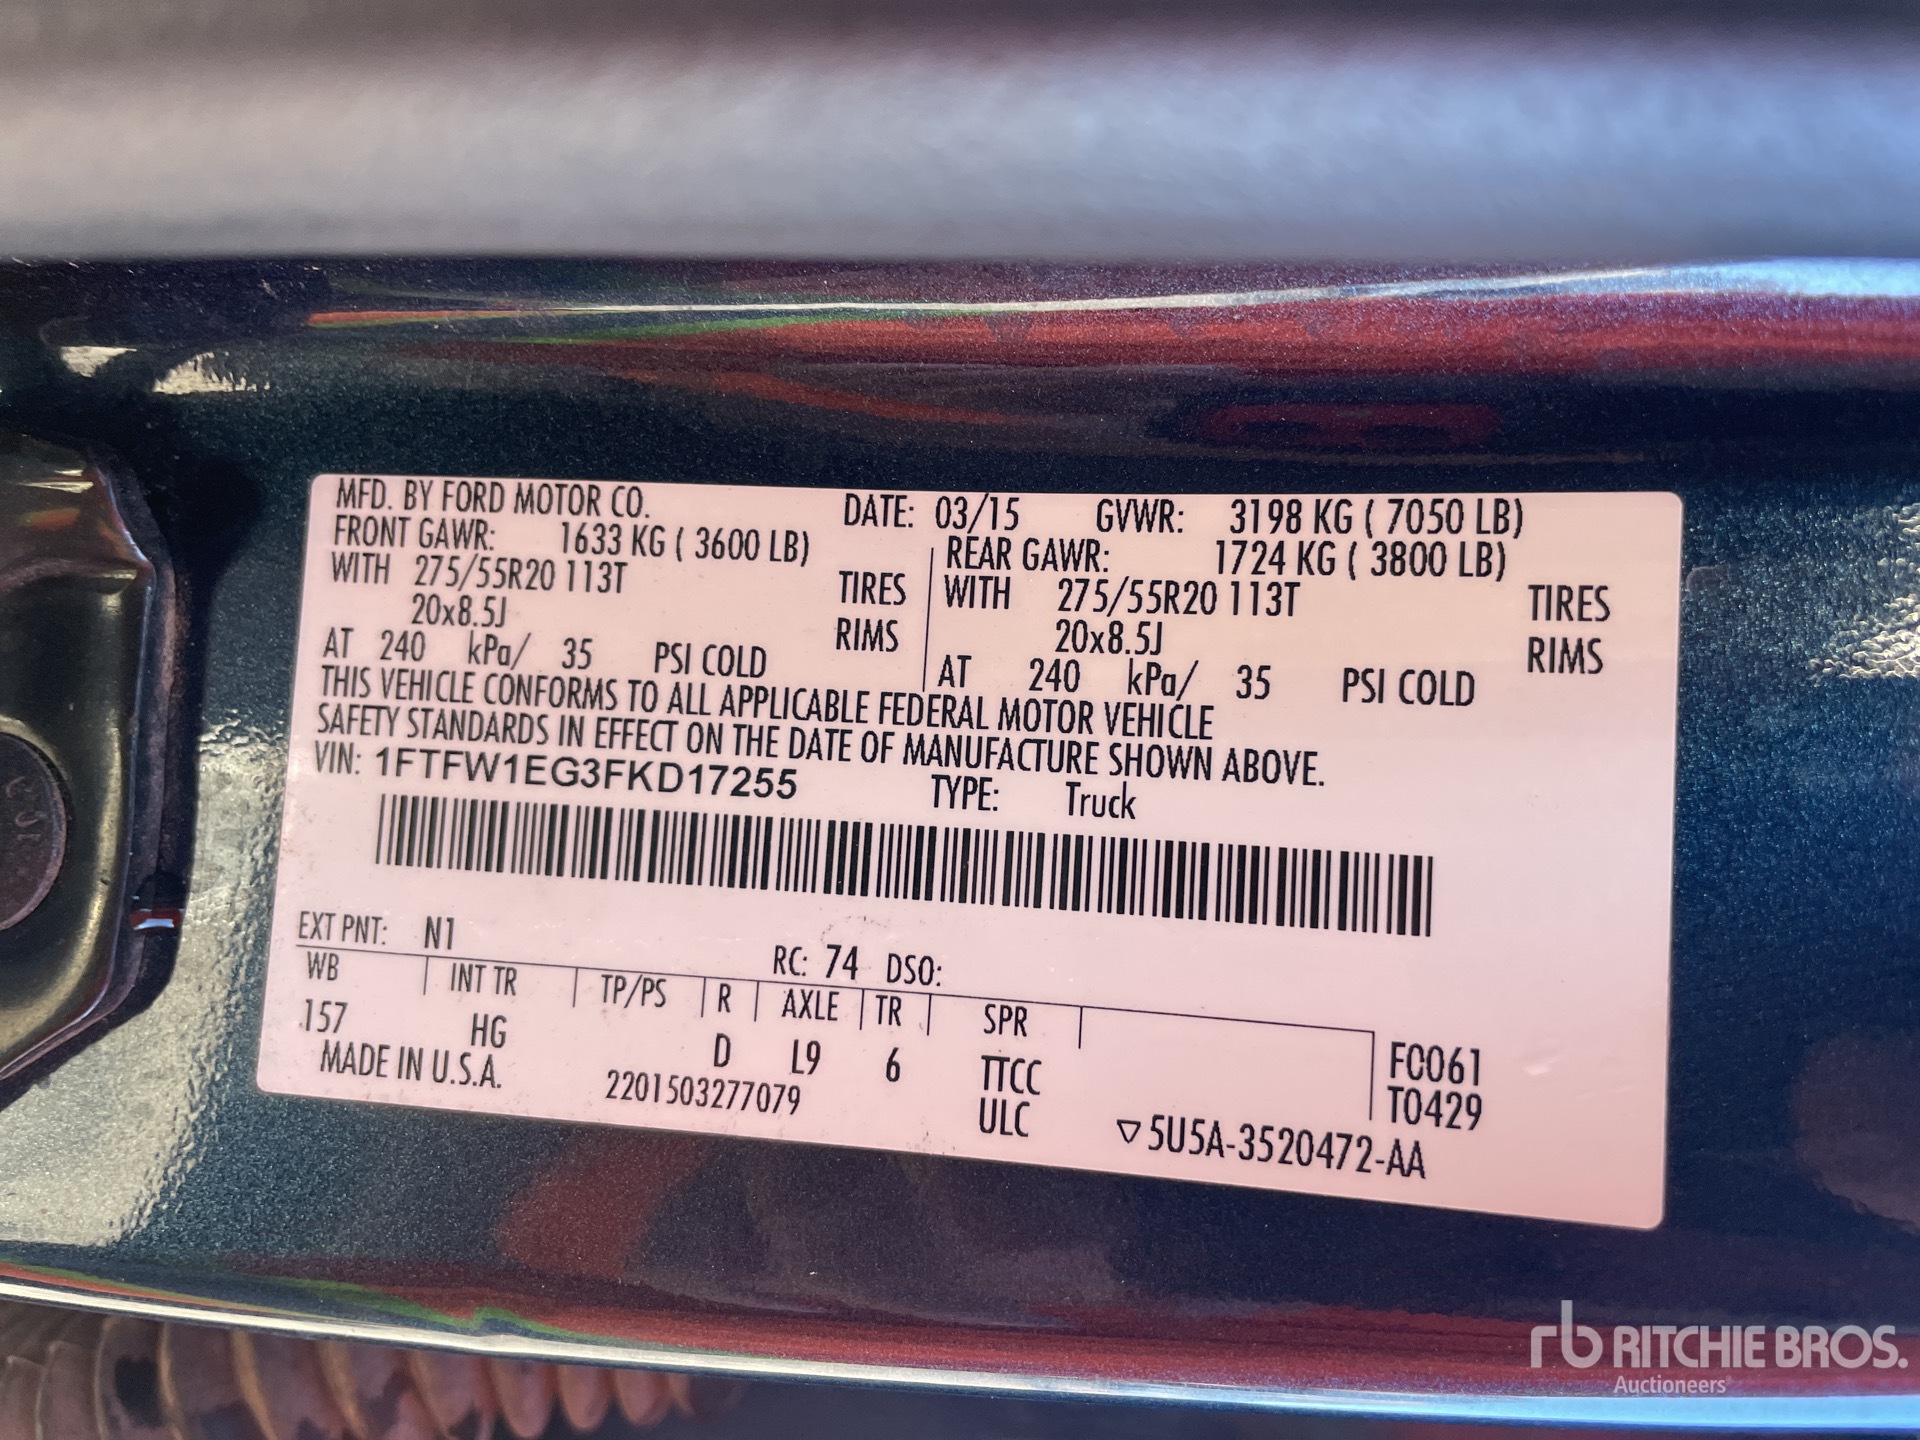 MFD. BY FORD MOTOR CO. DATE: 03/15 GVWR: 3198 KG ( 7050 LB)
FRONT GAWR: 1633 KG ( 3600 LB) REAR GAWR: 1724 KG ( 3800 LB)
WITH 275/55R20 113T TIRES WITH 275/55R20 113T TIRES
20x8.5J RIMS 20x8.5J RIMS
AT 240 kPa/ 35 PSI COLD AT 240 kPa/ 35 PSI COLD
THIS VEHICLE CONFORMS TO ALL APPLICABLE FEDERAL MOTOR VEHICLE
SAFETY STANDARDS IN EFFECT ON THE DATE OF MANUFACTURE SHOWN ABOVE.
VIN: 1FTFW1EG3FKD17255 TYPE: Truck
EXT PNT: N1 RC: 74 DSO:
WB INT TR TP/PS R AXLE TR SPR
157 HG D L9 6 TTCC F0061
MADE IN U.S.A. 2201503277079 ULC T0429
▽5U5A-3520472-AA
rb RITCHIE BROS.
Auctioneers